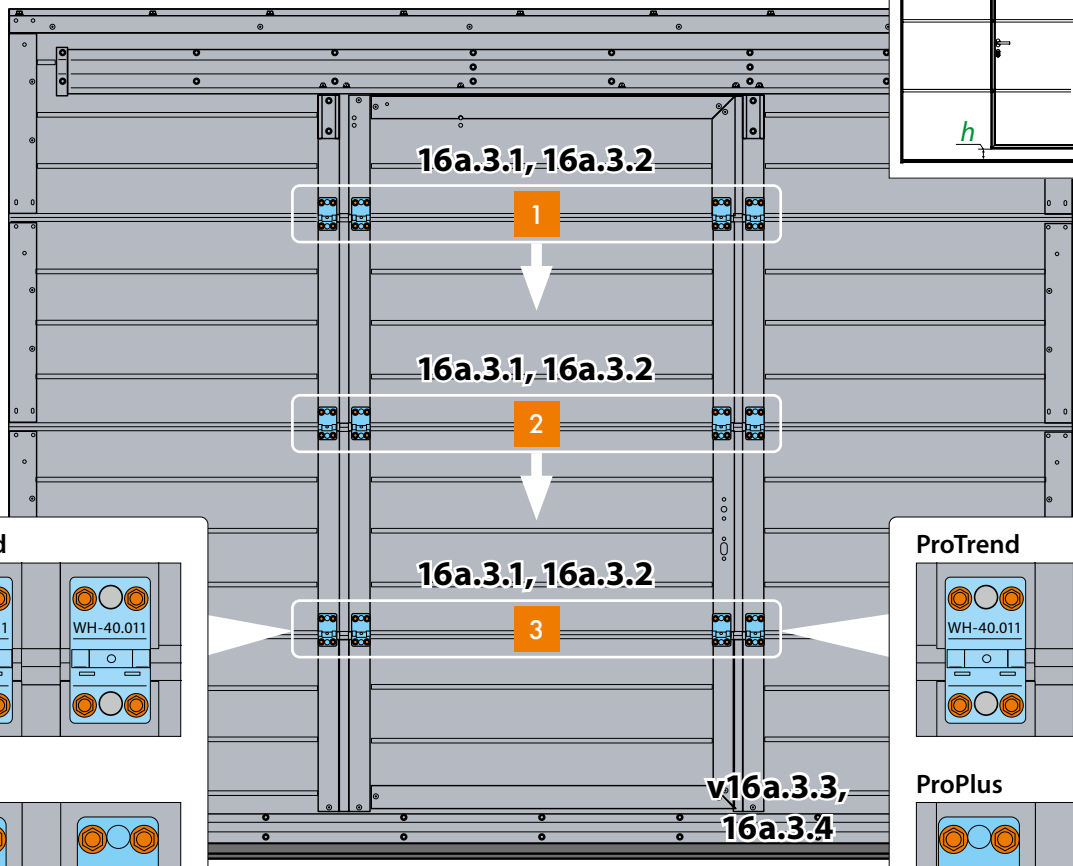 h
16a.3.1, 16a.3.2
1
16a.3.1, 16a.3.2
2
16a.3.1, 16a.3.2
3
WH-40.011
ProTrend
WH-40.011
v16a.3.3,
16a.3.4
ProPlus